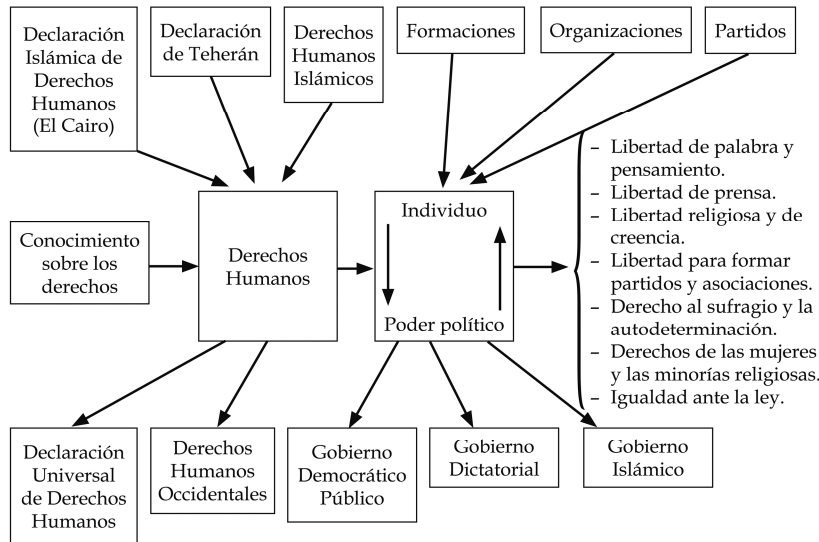 Declaración
Islámica de
Derechos
Humanos
(El Cairo)
Declaración
de Teherán
Derechos
Humanos
Islámicos
Formaciones
Organizaciones
Partidos
Conocimiento
sobre los
derechos
Derechos
Humanos
Individuo
Poder político
– Libertad de palabra y
pensamiento.
– Libertad de prensa.
– Libertad religiosa y de
creencia.
– Libertad para formar
partidos y asociaciones.
– Derecho al sufragio y la
autodeterminación.
– Derechos de las mujeres
y las minorías religiosas.
– Igualdad ante la ley.
Declaración
Universal
de Derechos
Humanos
Derechos
Humanos
Occidentales
Gobierno
Democrático
Público
Gobierno
Dictatorial
Gobierno
Islámico